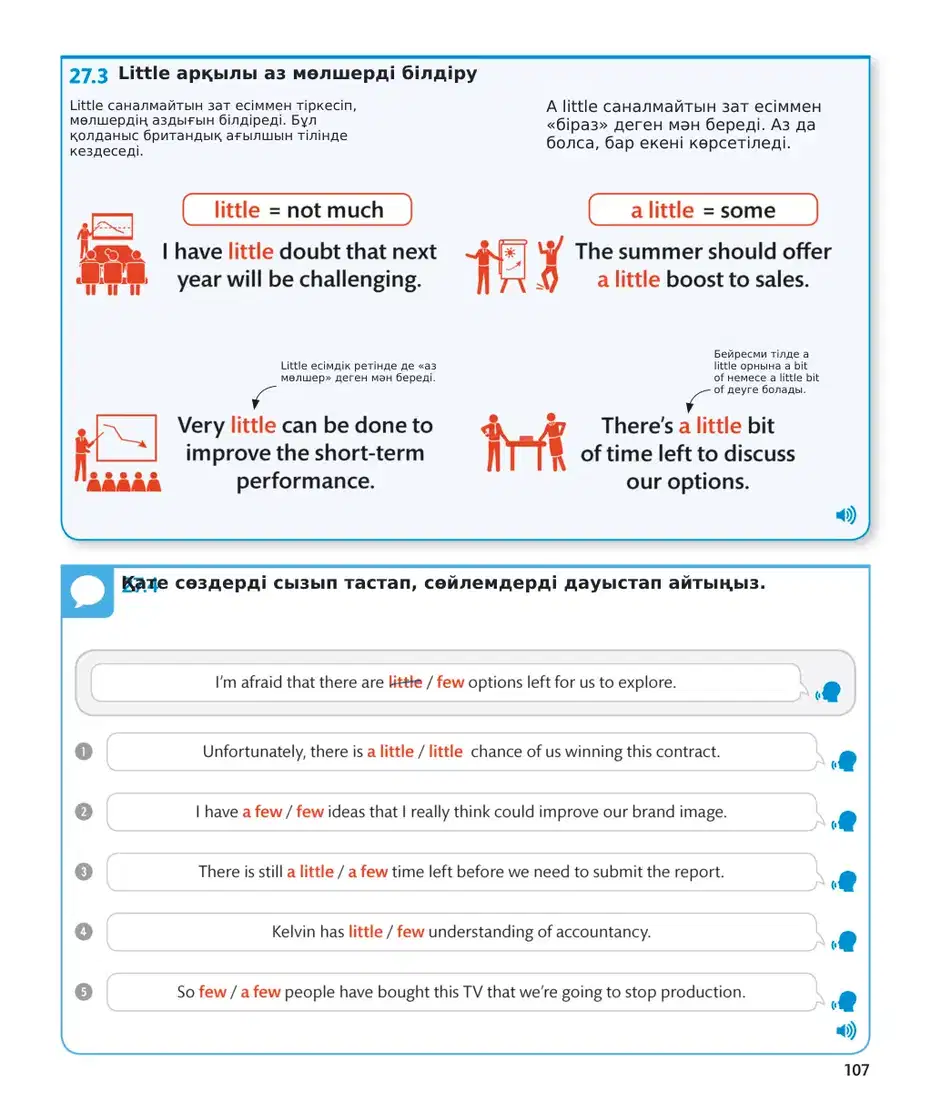 27.3 Little арқылы аз мөлшерді білдіру
Little саналмайтын зат есіммен тіркесіп,
мөлшердің аздығын білдіреді. Бұл
қолданыс британдық ағылшын тілінде
кездеседі.
A little саналмайтын зат есіммен
«біраз» деген мән береді. Аз да
болса, бар екені көрсетіледі.
little = not much
I have little doubt that next
year will be challenging.
a little = some
The summer should offer
a little boost to sales.
Little есімдік ретінде де «аз
мөлшер» деген мән береді.
Very little can be done to
improve the short-term
performance.
Бейресми тілде a
little орнына a bit
of немесе a little bit
of деуге болады.
There's a little bit
of time left to discuss
our options.
27.4 Қате сөздерді сызып тастап, сөйлемдерді дауыстап айтыңыз.
I'm afraid that there are little / few options left for us to explore.
1 Unfortunately, there is a little / little chance of us winning this contract.
2 I have a few / few ideas that I really think could improve our brand image.
3 There is still a little / a few time left before we need to submit the report.
4 Kelvin has little / few understanding of accountancy.
5 So few / a few people have bought this TV that we're going to stop production.
107